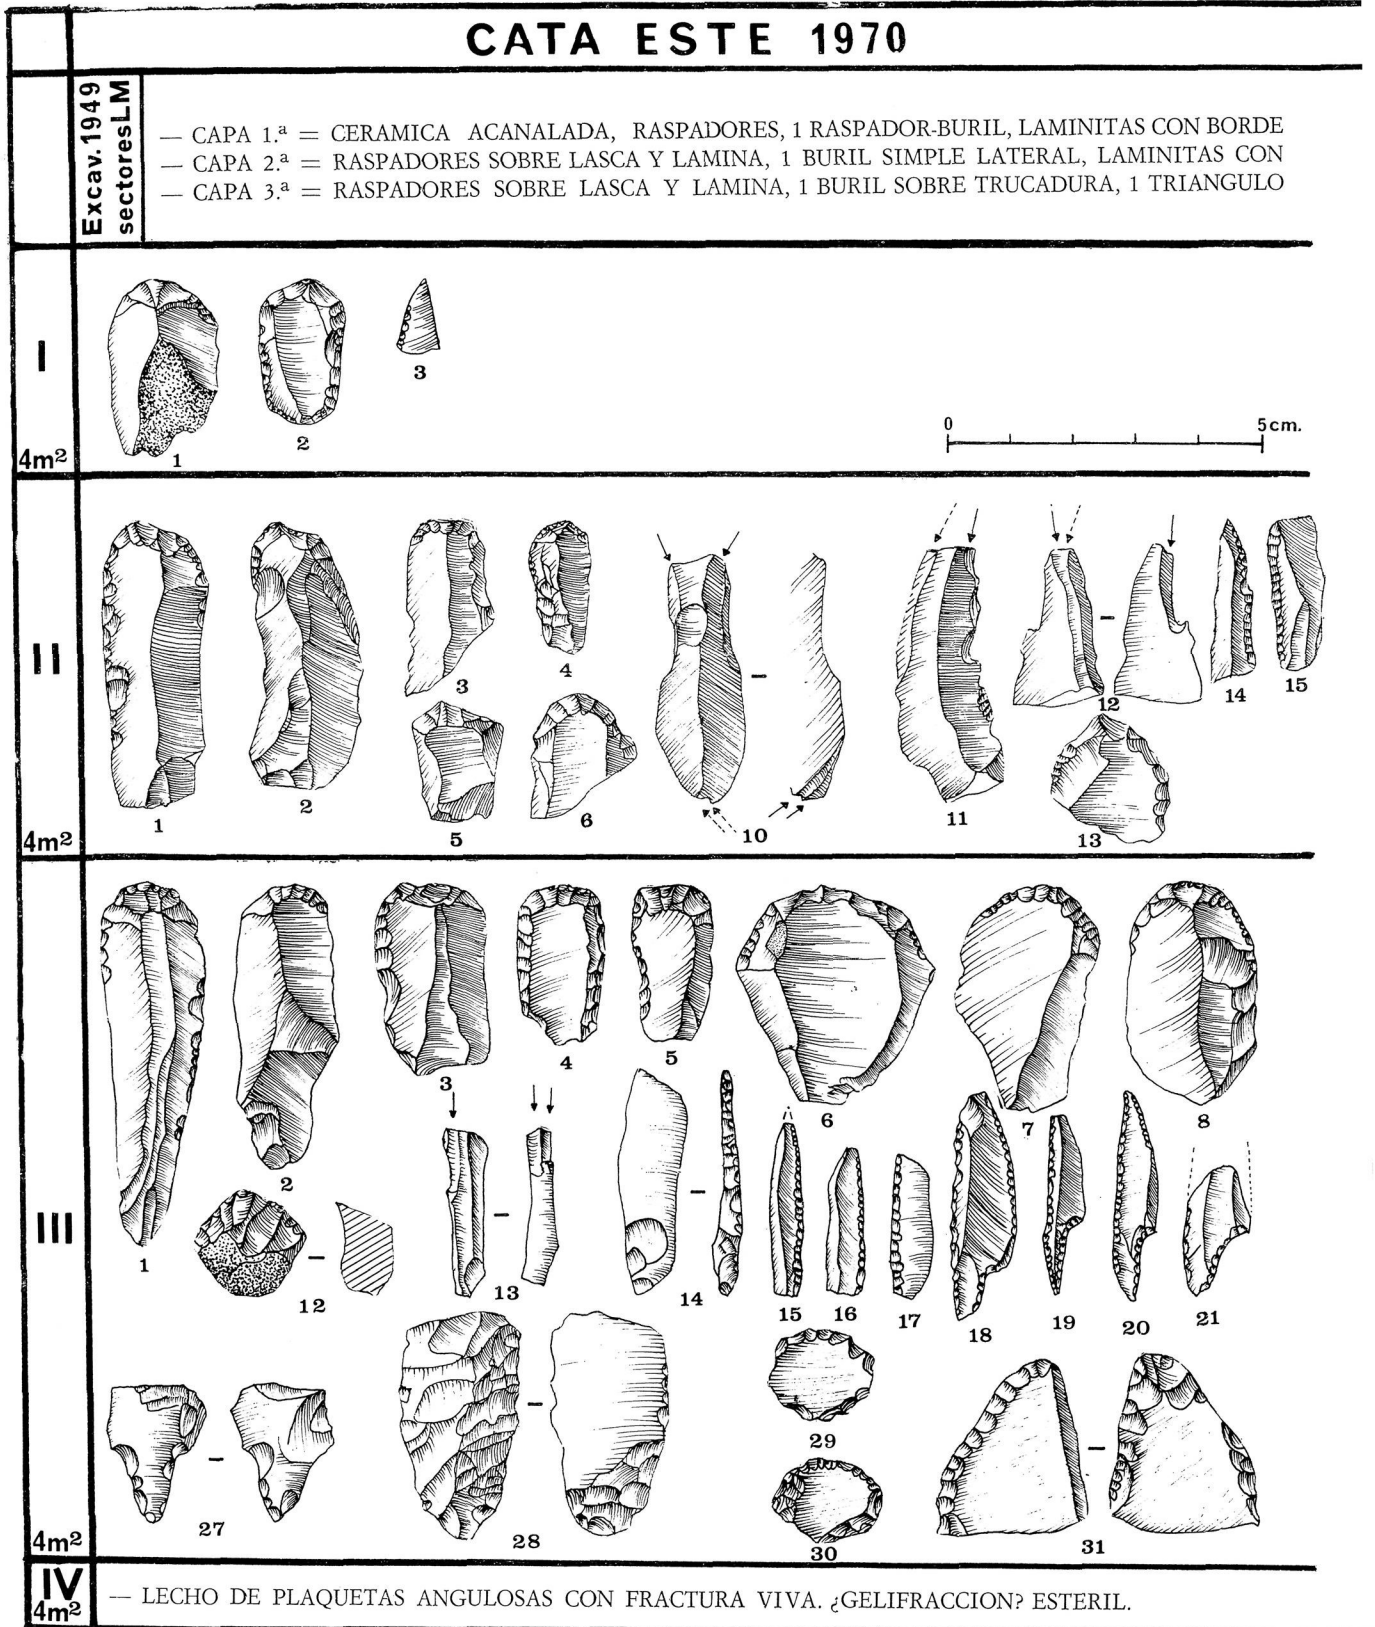 CATA ESTE 1970
Excav. 1949
sectoresLM
— CAPA 1.ª = CERAMICA ACANALADA, RASPADORES, 1 RASPADOR-BURIL, LAMINITAS CON BORDE
— CAPA 2.ª = RASPADORES SOBRE LASCA Y LAMINA, 1 BURIL SIMPLE LATERAL, LAMINITAS CON
— CAPA 3.ª = RASPADORES SOBRE LASCA Y LAMINA, 1 BURIL SOBRE TRUCADURA, 1 TRIANGULO
I
4m²
1
2
3
0 5cm.
II
4m²
1
2
3
4
5
6
10
11
12
13
14
15
III
4m²
1
2
3
4
5
6
7
8
12
13
14
15
16
17
18
19
20
21
27
28
29
30
31
IV
4m²
— LECHO DE PLAQUETAS ANGULOSAS CON FRACTURA VIVA. ¿GELIFRACCION? ESTERIL.